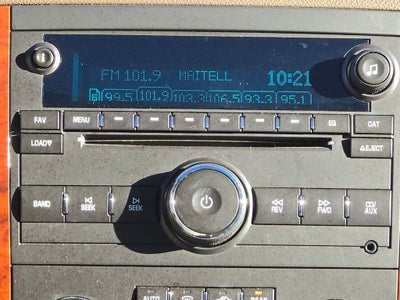 FM 101.9 MAITELL 10:21
99.5 101.9 103.3 106.5 93.3 95.1
FAV MENU CAT
LOAD EJECT
BAND SEEK SEEK REV FWD CD/AUX
AUTO REAR